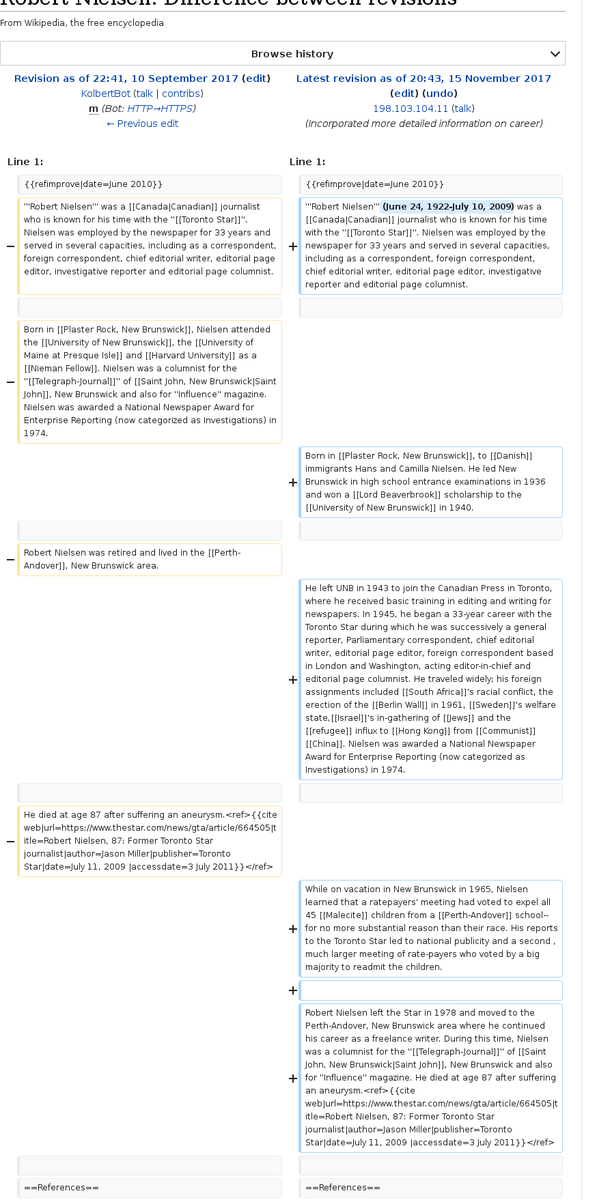 Robert Nielsen: Difference between revisions
From Wikipedia, the free encyclopedia
Browse history
Revision as of 22:41, 10 September 2017 (edit)
KolbertBot (talk | contribs)
m (Bot: HTTP→HTTPS)
← Previous edit
Latest revision as of 20:43, 15 November 2017
(edit) (undo)
198.103.104.11 (talk)
(Incorporated more detailed information on career)
Line 1:
Line 1:
{{refimprove|date=June 2010}}
{{refimprove|date=June 2010}}
−
'''Robert Nielsen''' was a [[Canada|Canadian]] journalist
who is known for his time with the ''[[Toronto Star]]''.
Nielsen was employed by the newspaper for 33 years and
served in several capacities, including as a correspondent,
foreign correspondent, chief editorial writer, editorial page
editor, investigative reporter and editorial page columnist.
+
'''Robert Nielsen''' (June 24, 1922-July 10, 2009) was a
[[Canada|Canadian]] journalist who is known for his time
with the ''[[Toronto Star]]''. Nielsen was employed by the
newspaper for 33 years and served in several capacities,
including as a correspondent, foreign correspondent,
chief editorial writer, editorial page editor, investigative
reporter and editorial page columnist.
−
Born in [[Plaster Rock, New Brunswick]], Nielsen attended
the [[University of New Brunswick]], the [[University of
Maine at Presque Isle]] and [[Harvard University]] as a
[[Nieman Fellow]]. Nielsen was a columnist for the
''[[Telegraph-Journal]]'' of [[Saint John, New Brunswick|Saint
John]], New Brunswick and also for ''Influence'' magazine.
Nielsen was awarded a National Newspaper Award for
Enterprise Reporting (now categorized as Investigations) in
1974.
+
Born in [[Plaster Rock, New Brunswick]], to [[Danish]]
immigrants Hans and Camilla Nielsen. He led New
Brunswick in high school entrance examinations in 1936
and won a [[Lord Beaverbrook]] scholarship to the
[[University of New Brunswick]] in 1940.
−
Robert Nielsen was retired and lived in the [[Perth-
Andover]], New Brunswick area.
+
He left UNB in 1943 to join the Canadian Press in Toronto,
where he received basic training in editing and writing for
newspapers. In 1945, he began a 33-year career with the
Toronto Star during which he was successively a general
reporter, Parliamentary correspondent, chief editorial
writer, editorial page editor, foreign correspondent based
in London and Washington, acting editor-in-chief and
editorial page columnist. He traveled widely; his foreign
assignments included [[South Africa]]'s racial conflict, the
erection of the [[Berlin Wall]] in 1961, [[Sweden]]'s welfare
state,[[Israel]]'s in-gathering of [[Jews]] and the
[[refugee]] influx to [[Hong Kong]] from [[Communist]]
[[China]]. Nielsen was awarded a National Newspaper
Award for Enterprise Reporting (now categorized as
Investigations) in 1974.
−
He died at age 87 after suffering an aneurysm.<ref>{{cite
web|url=https://www.thestar.com/news/gta/article/664505|t
itle=Robert Nielsen, 87: Former Toronto Star
journalist|author=Jason Miller|publisher=Toronto
Star|date=July 11, 2009 |accessdate=3 July 2011}}</ref>
+
While on vacation in New Brunswick in 1965, Nielsen
learned that a ratepayers' meeting had voted to expel all
45 [[Malecite]] children from a [[Perth-Andover]] school--
for no more substantial reason than their race. His reports
to the Toronto Star led to national publicity and a second ,
much larger meeting of rate-payers who voted by a big
majority to readmit the children.
+
+
Robert Nielsen left the Star in 1978 and moved to the
Perth-Andover, New Brunswick area where he continued
his career as a freelance writer. During this time, Nielsen
was a columnist for the ''[[Telegraph-Journal]]'' of [[Saint
John, New Brunswick|Saint John]], New Brunswick and also
for ''Influence'' magazine. He died at age 87 after suffering
an aneurysm.<ref>{{cite
web|url=https://www.thestar.com/news/gta/article/664505|t
itle=Robert Nielsen, 87: Former Toronto Star
journalist|author=Jason Miller|publisher=Toronto
Star|date=July 11, 2009 |accessdate=3 July 2011}}</ref>
==References==
==References==